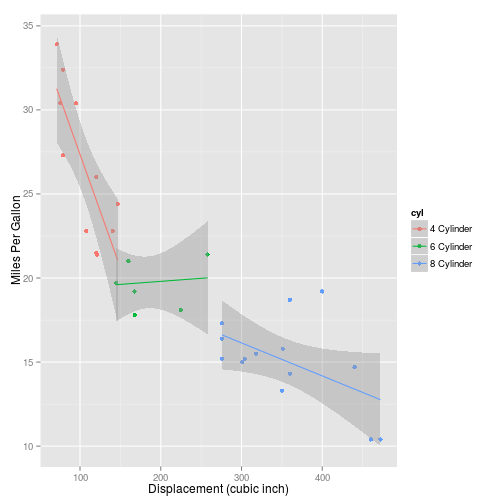 35
30
25
20
15
10
Miles Per Gallon
100 200 300 400
Displacement (cubic inch)
cyl
4 Cylinder
6 Cylinder
8 Cylinder